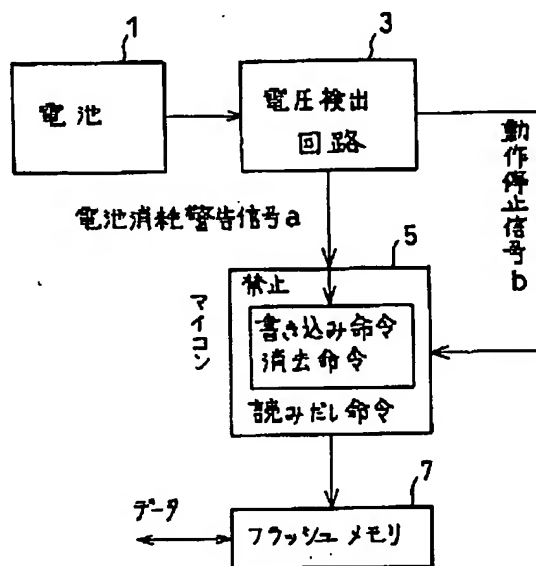 1
電池
3
電圧検出
回路
動作停止信号b
電池消耗警告信号a
5
マイコン
禁止
書き込み命令
消去命令
読みだし命令
7
データ
フラッシュメモリ